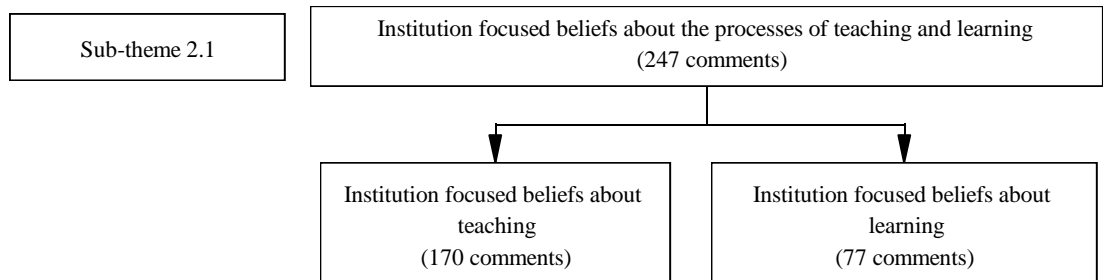 Sub-theme 2.1
Institution focused beliefs about the processes of teaching and learning
(247 comments)
Institution focused beliefs about
teaching
(170 comments)
Institution focused beliefs about
learning
(77 comments)